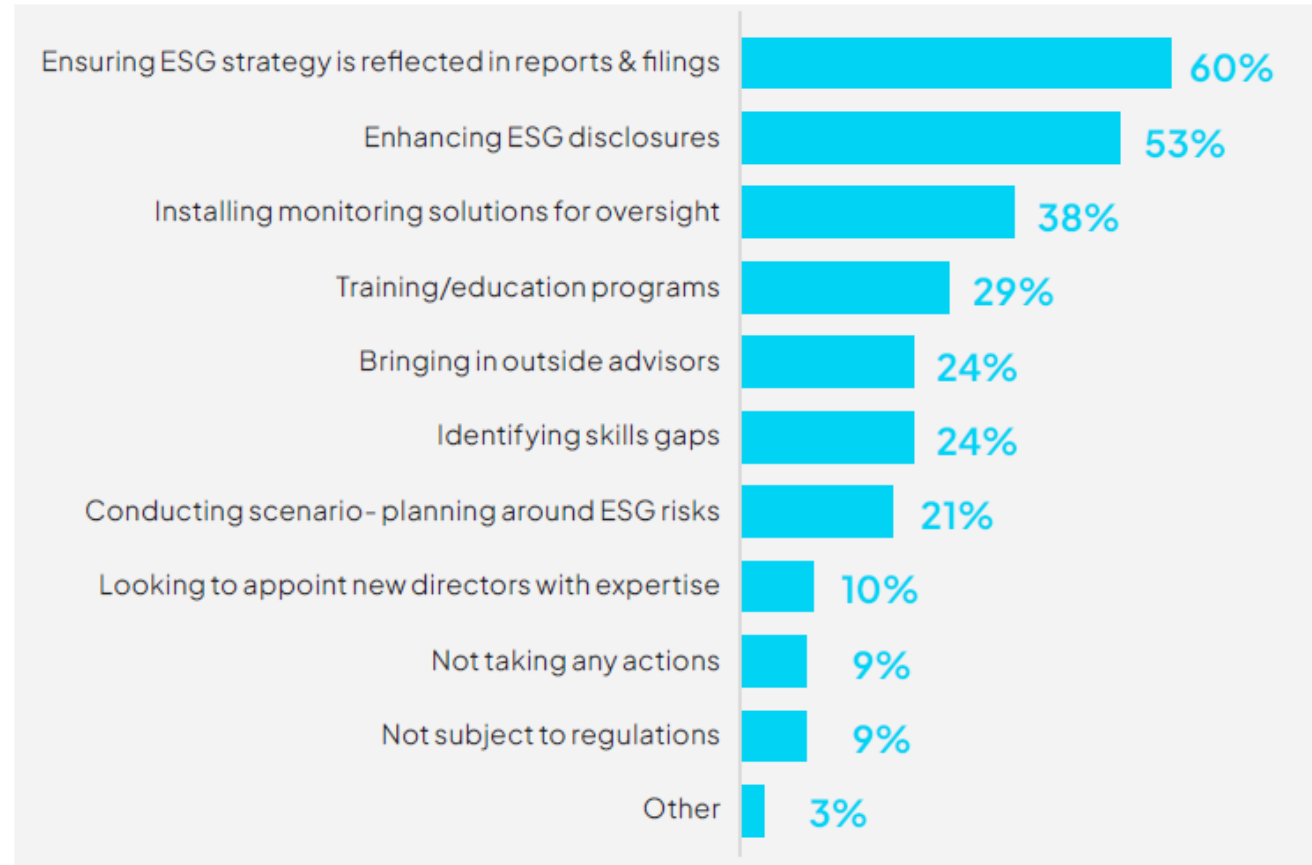 Ensuring ESG strategy is reflected in reports & filings 60%
Enhancing ESG disclosures 53%
Installing monitoring solutions for oversight 38%
Training/education programs 29%
Bringing in outside advisors 24%
Identifying skills gaps 24%
Conducting scenario- planning around ESG risks 21%
Looking to appoint new directors with expertise 10%
Not taking any actions 9%
Not subject to regulations 9%
Other 3%